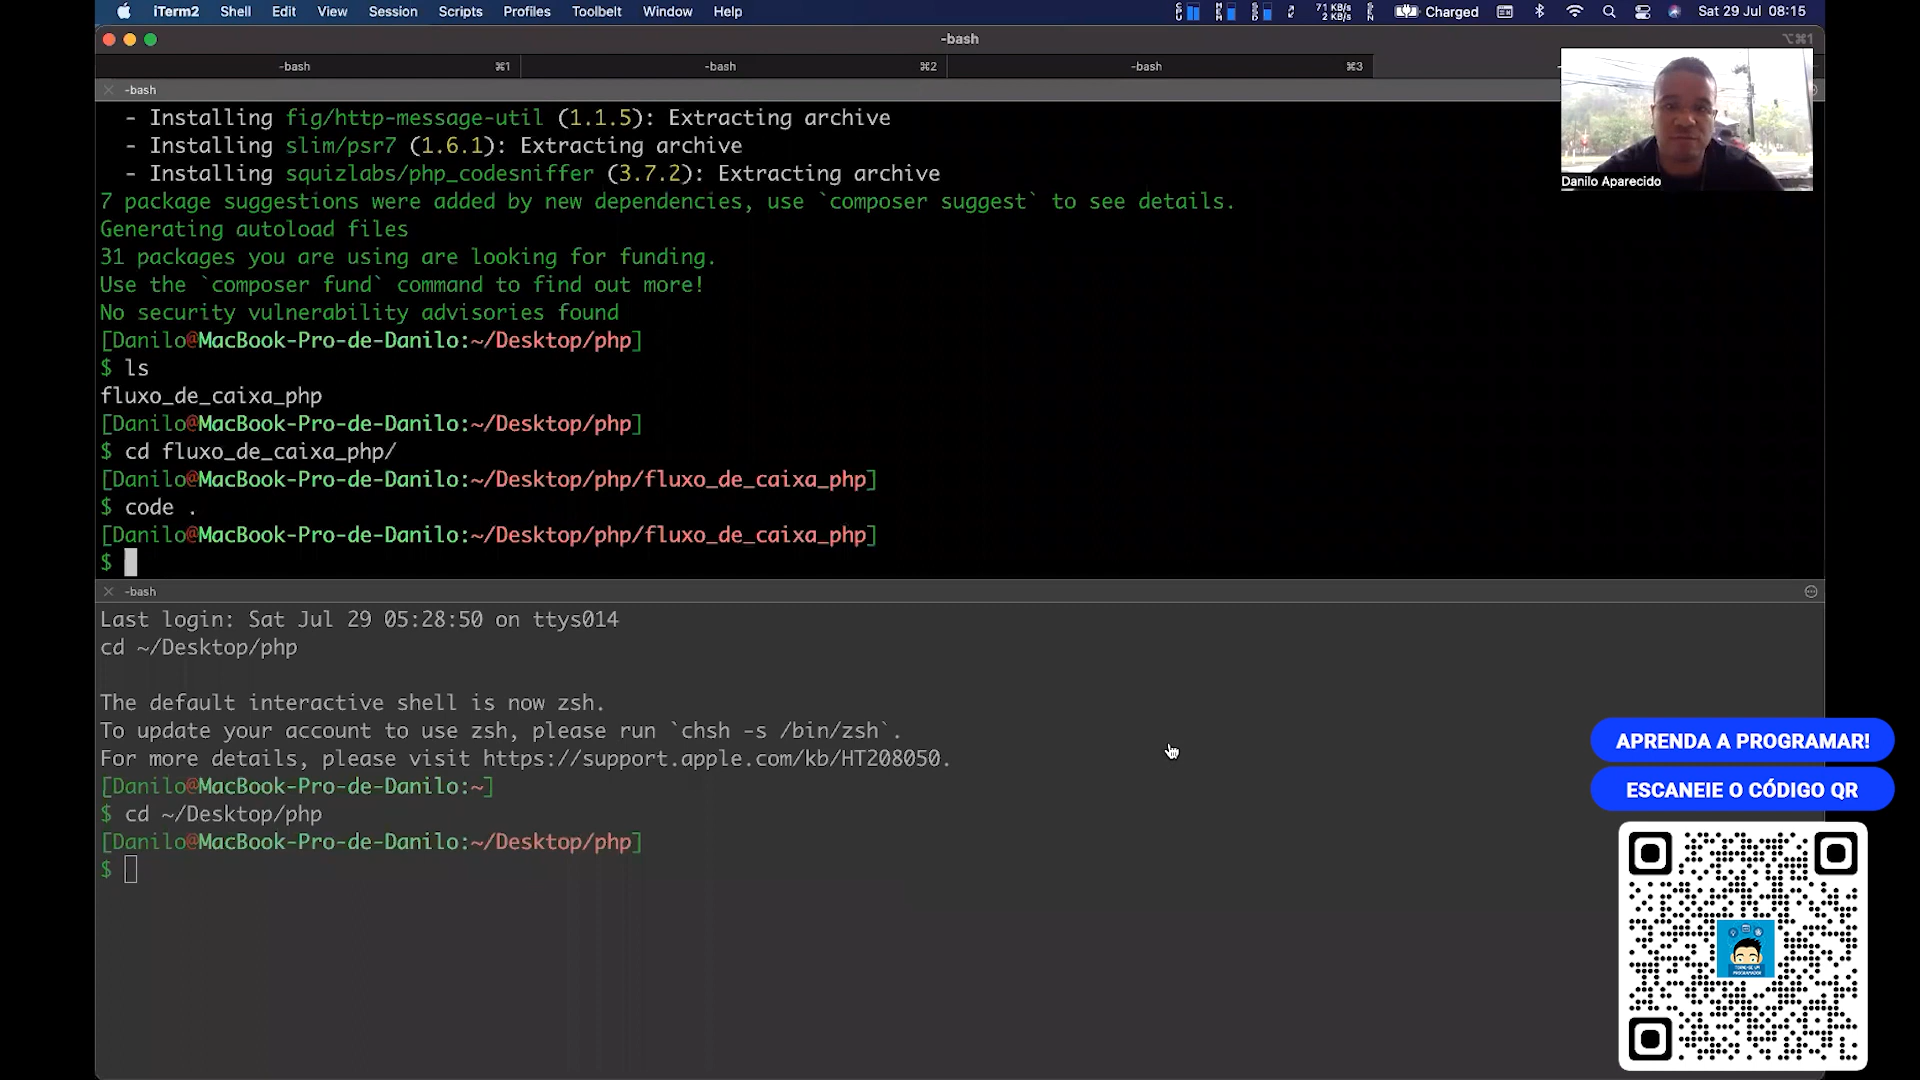 iTerm2 Shell Edit View Session Scripts Profiles Toolbelt Window Help 71 KB/s 2 KB/s Charged Sat 29 Jul 08:15
-bash ⌥⌘1
-bash ⌘1 -bash ⌘2 -bash ⌘3
-bash
- Installing fig/http-message-util (1.1.5): Extracting archive
- Installing slim/psr7 (1.6.1): Extracting archive
- Installing squizlabs/php_codesniffer (3.7.2): Extracting archive
7 package suggestions were added by new dependencies, use `composer suggest` to see details.
Generating autoload files
31 packages you are using are looking for funding.
Use the `composer fund` command to find out more!
No security vulnerability advisories found
[Danilo@MacBook-Pro-de-Danilo:~/Desktop/php]
$ ls
fluxo_de_caixa_php
[Danilo@MacBook-Pro-de-Danilo:~/Desktop/php]
$ cd fluxo_de_caixa_php/
[Danilo@MacBook-Pro-de-Danilo:~/Desktop/php/fluxo_de_caixa_php]
$ code .
[Danilo@MacBook-Pro-de-Danilo:~/Desktop/php/fluxo_de_caixa_php]
$
Danilo Aparecido
-bash
Last login: Sat Jul 29 05:28:50 on ttys014
cd ~/Desktop/php
The default interactive shell is now zsh.
To update your account to use zsh, please run `chsh -s /bin/zsh`.
For more details, please visit https://support.apple.com/kb/HT208050.
[Danilo@MacBook-Pro-de-Danilo:~]
$ cd ~/Desktop/php
[Danilo@MacBook-Pro-de-Danilo:~/Desktop/php]
$
APRENDA A PROGRAMAR!
ESCANEIE O CÓDIGO QR